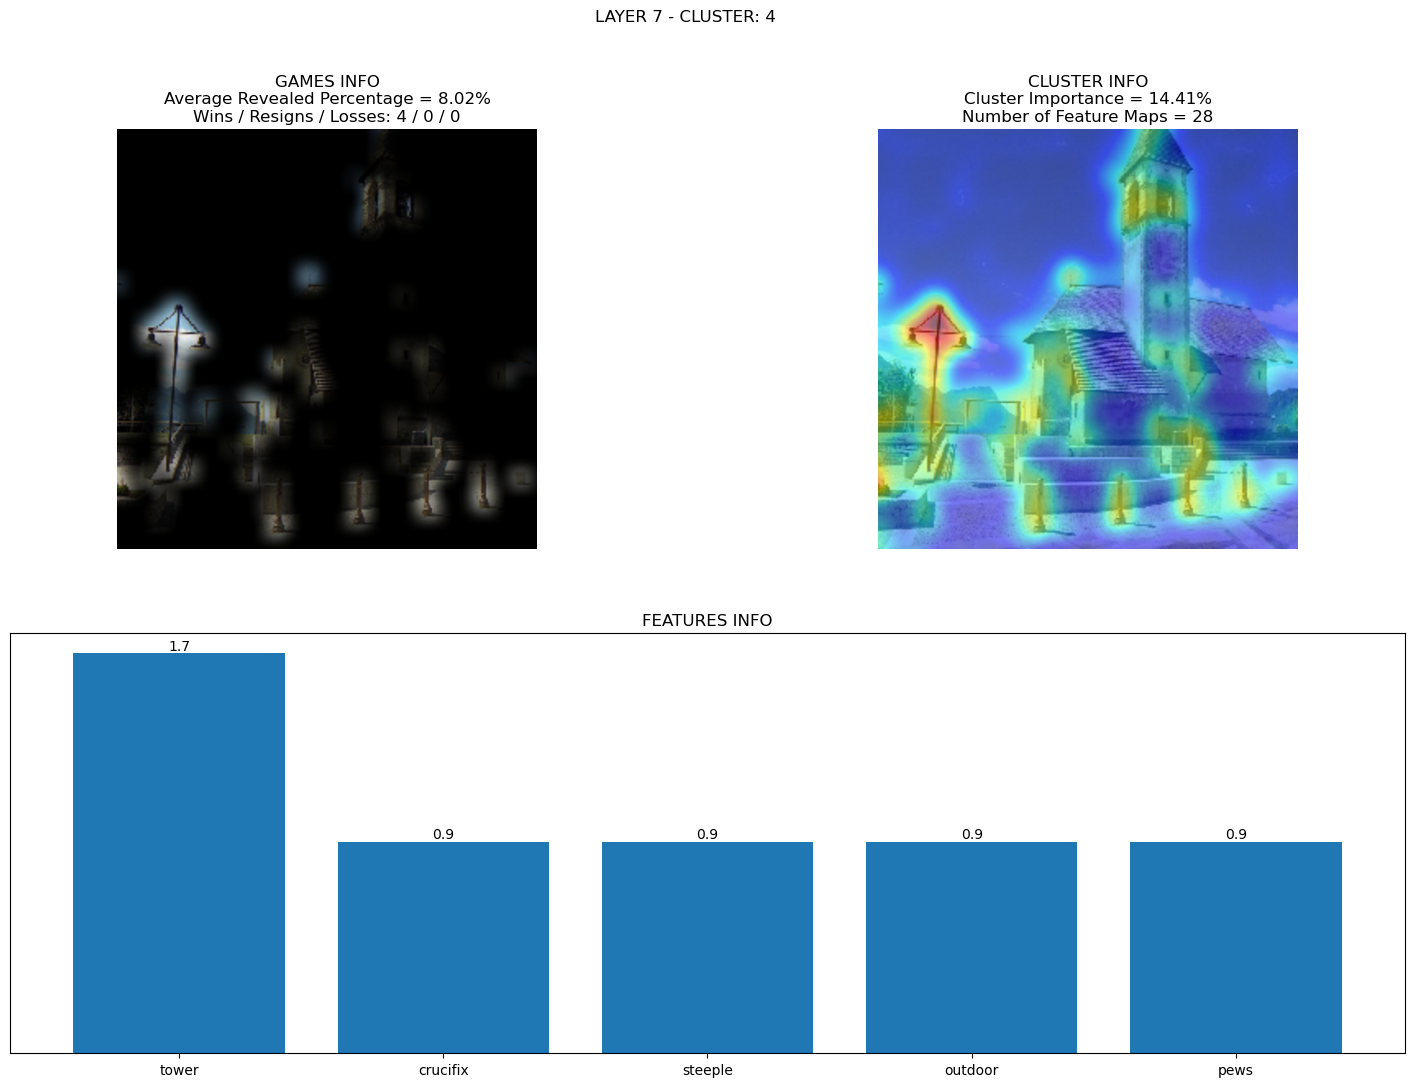 LAYER 7 - CLUSTER: 4
GAMES INFO
Average Revealed Percentage = 8.02%
Wins / Resigns / Losses: 4 / 0 / 0
CLUSTER INFO
Cluster Importance = 14.41%
Number of Feature Maps = 28
FEATURES INFO
1.7
0.9
0.9
0.9
0.9
tower
crucifix
steeple
outdoor
pews